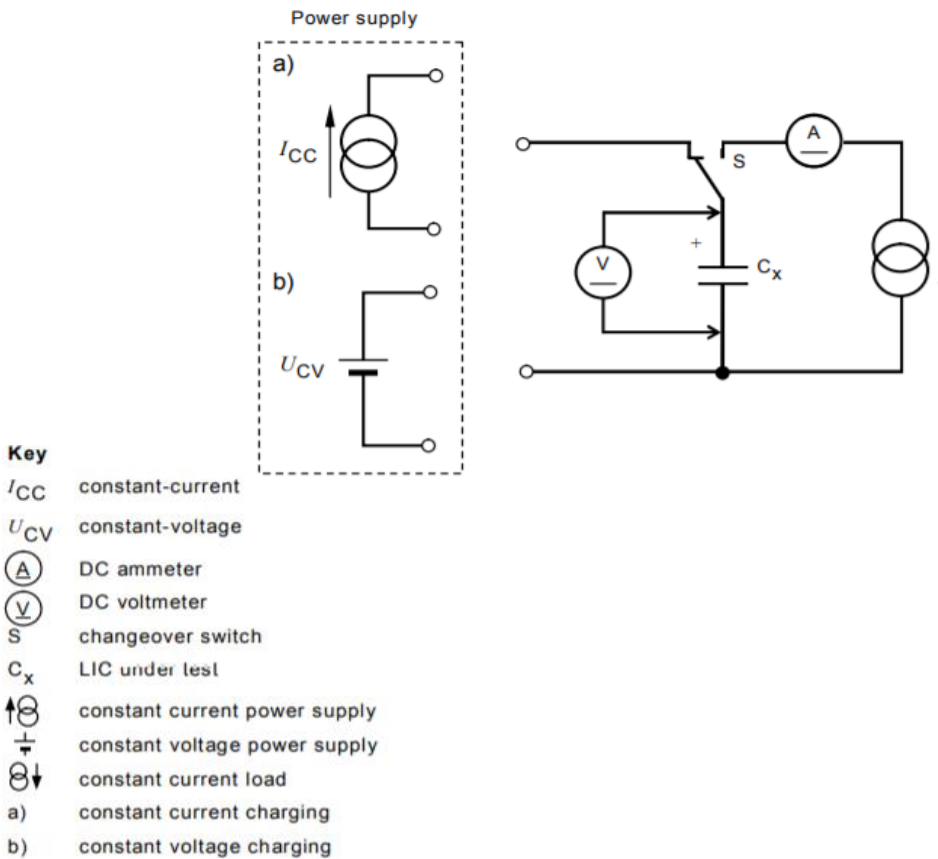 Power supply
a)
ICC
b)
UCV
A
S
V
+
Cx
Key
ICC constant-current
UCV constant-voltage
A DC ammeter
V DC voltmeter
S changeover switch
Cx LIC under test
constant current power supply
constant voltage power supply
constant current load
a) constant current charging
b) constant voltage charging